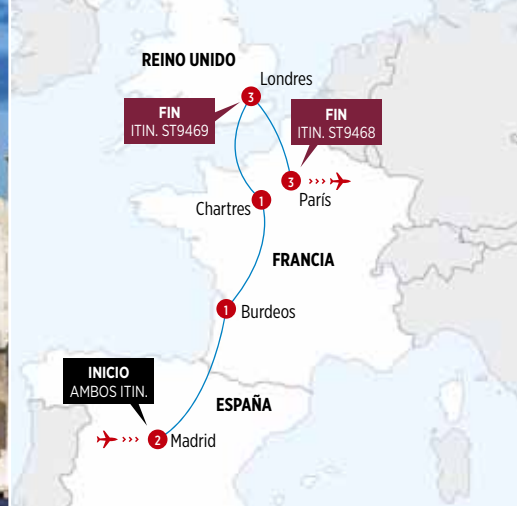 REINO UNIDO
Londres
3
FIN
ITIN. ST9469
FIN
ITIN. ST9468
3
París
1
Chartres
FRANCIA
1
Burdeos
INICIO
AMBOS ITIN.
ESPAÑA
2
Madrid